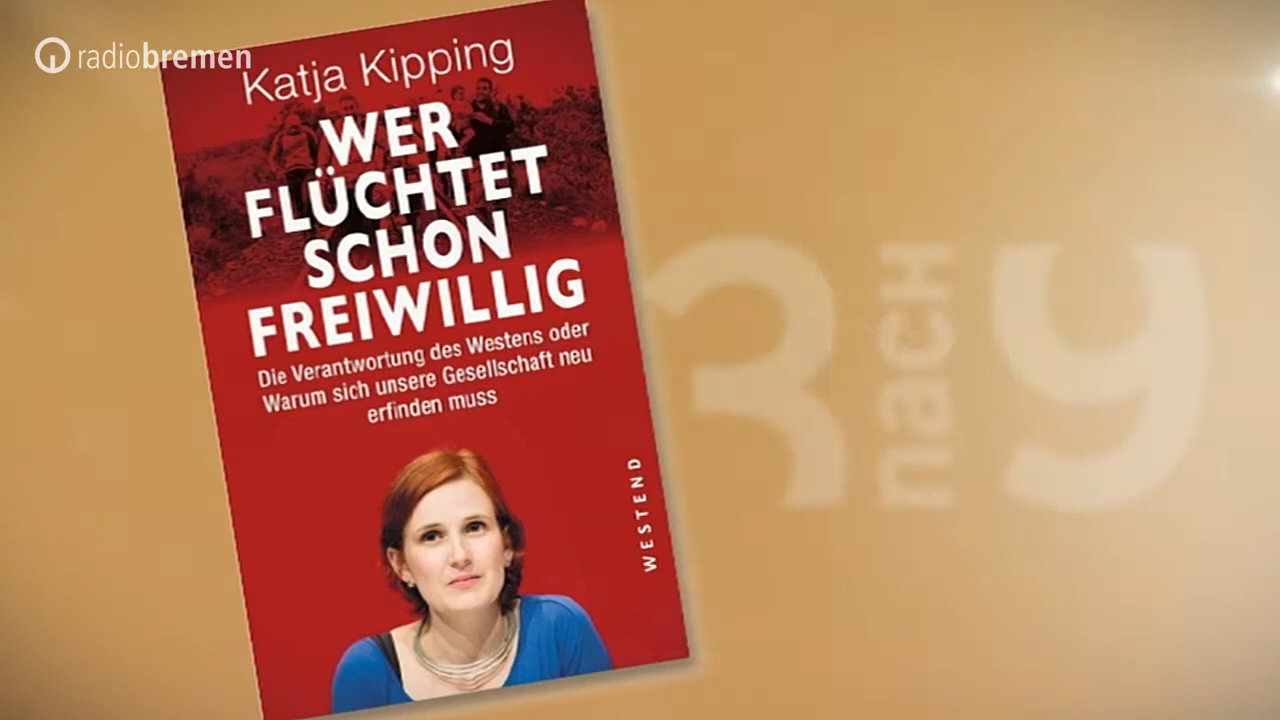 radiobremen
Katja Kipping
WER
FLÜCHTET
SCHON
FREIWILLIG
Die Verantwortung des Westens oder
Warum sich unsere Gesellschaft neu
erfinden muss
WESTEND
3 nach 9